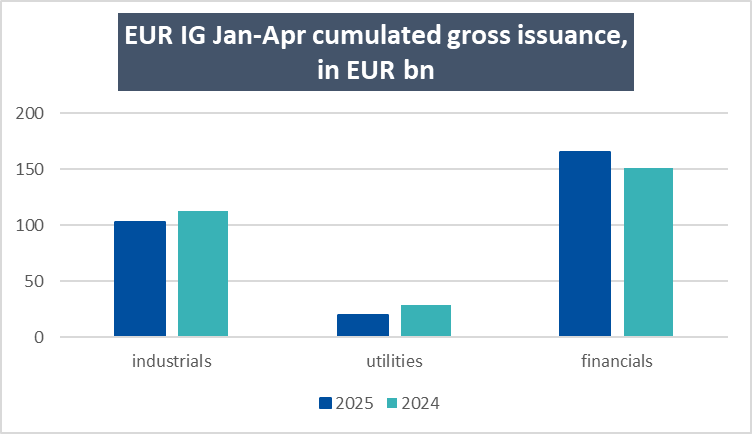 EUR IG Jan-Apr cumulated gross issuance,
in EUR bn
200
150
100
50
0
industrials utilities financials
2025 2024